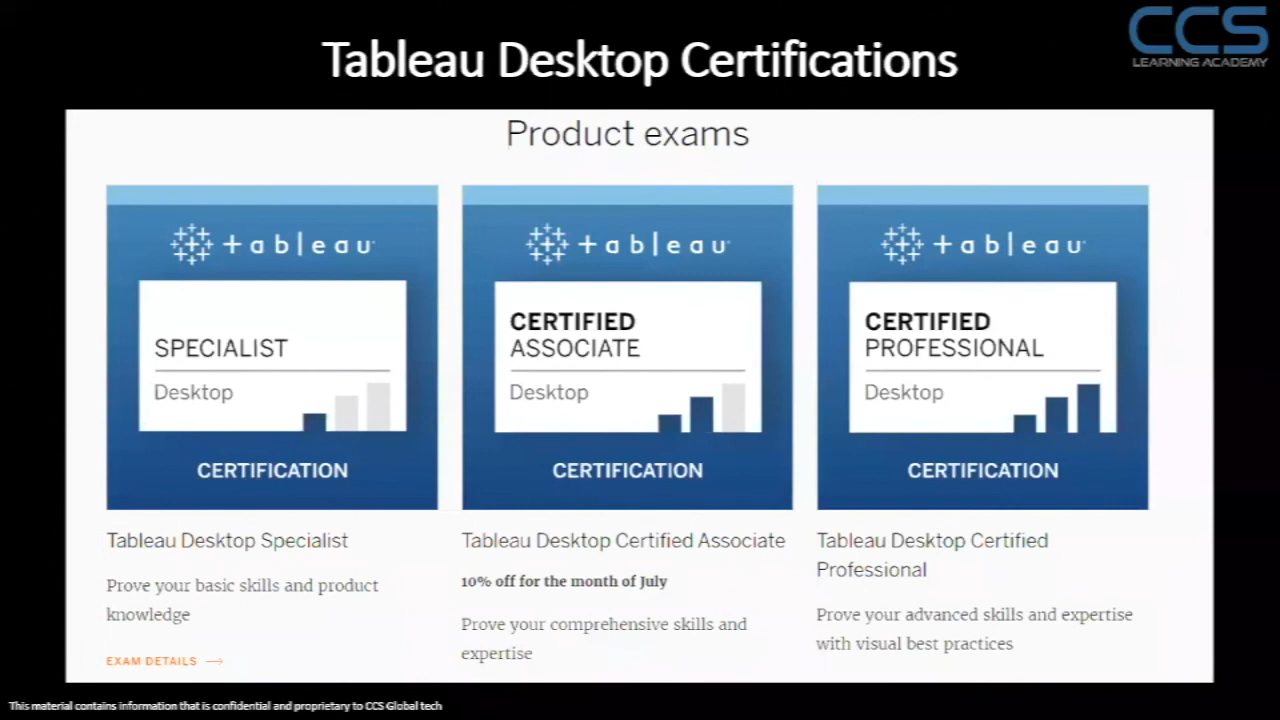 CCS
LEARNING ACADEMY
Tableau Desktop Certifications
Product exams
+ableau
SPECIALIST
Desktop
CERTIFICATION
Tableau Desktop Specialist
Prove your basic skills and product
knowledge
EXAM DETAILS →
+ableau
CERTIFIED
ASSOCIATE
Desktop
CERTIFICATION
Tableau Desktop Certified Associate
10% off for the month of July
Prove your comprehensive skills and
expertise
+ableau
CERTIFIED
PROFESSIONAL
Desktop
CERTIFICATION
Tableau Desktop Certified
Professional
Prove your advanced skills and expertise
with visual best practices
This material contains information that is confidential and proprietary to CCS Global tech